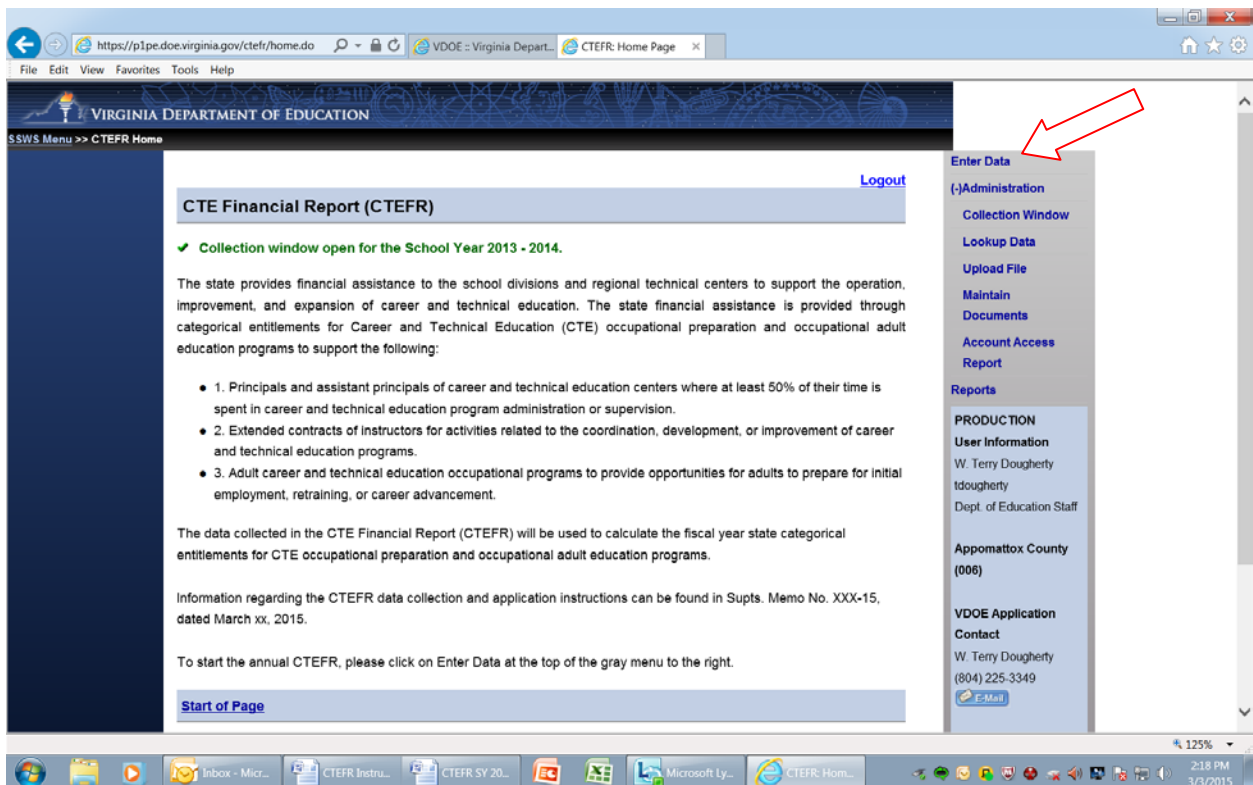 https://p1pe.doe.virginia.gov/ctefr/home.do
VDOE :: Virginia Depart...
CTEFR: Home Page
File Edit View Favorites Tools Help
VIRGINIA DEPARTMENT OF EDUCATION
SSWS Menu >> CTEFR Home
Logout
CTE Financial Report (CTEFR)
Collection window open for the School Year 2013 - 2014.
The state provides financial assistance to the school divisions and regional technical centers to support the operation,
improvement, and expansion of career and technical education. The state financial assistance is provided through
categorical entitlements for Career and Technical Education (CTE) occupational preparation and occupational adult
education programs to support the following:
1. Principals and assistant principals of career and technical education centers where at least 50% of their time is
spent in career and technical education program administration or supervision.
2. Extended contracts of instructors for activities related to the coordination, development, or improvement of career
and technical education programs.
3. Adult career and technical education occupational programs to provide opportunities for adults to prepare for initial
employment, retraining, or career advancement.
The data collected in the CTE Financial Report (CTEFR) will be used to calculate the fiscal year state categorical
entitlements for CTE occupational preparation and occupational adult education programs.
Information regarding the CTEFR data collection and application instructions can be found in Supts. Memo No. XXX-15,
dated March xx, 2015.
To start the annual CTEFR, please click on Enter Data at the top of the gray menu to the right.
Start of Page
Enter Data
(-)Administration
Collection Window
Lookup Data
Upload File
Maintain
Documents
Account Access
Report
Reports
PRODUCTION
User Information
W. Terry Dougherty
tdougherty
Dept. of Education Staff
Appomattox County
(006)
VDOE Application
Contact
W. Terry Dougherty
(804) 225-3349
E-Mail
125%
Inbox - Micr...
CTEFR Instru...
CTEFR SY 20...
Microsoft Ly...
CTEFR: Hom...
2:18 PM
3/3/2015